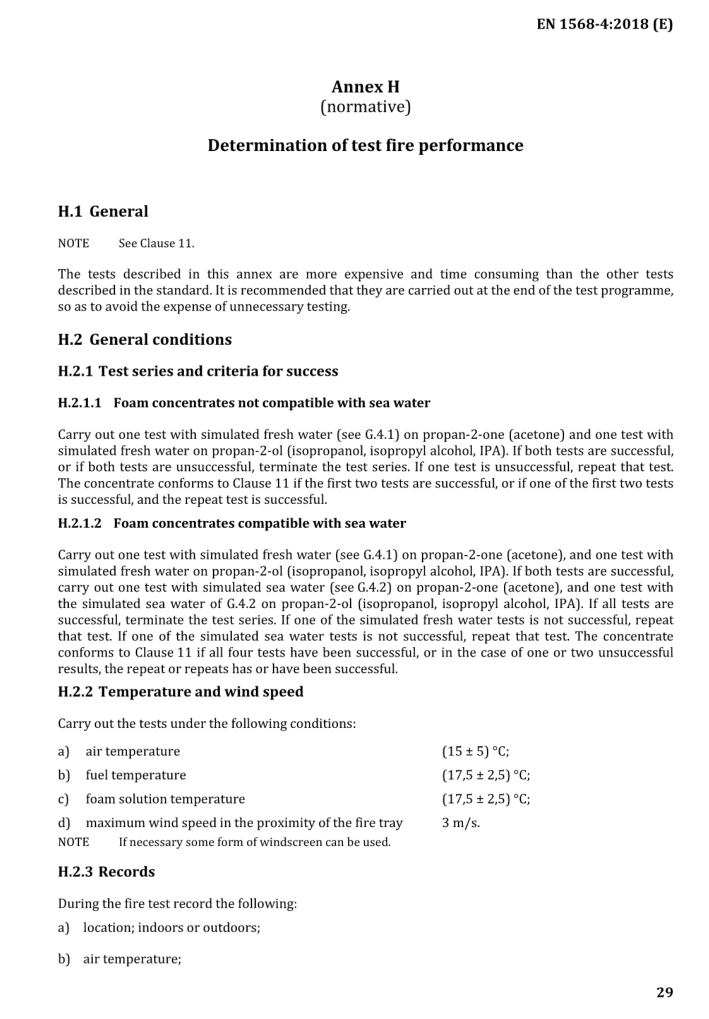 EN 1568-4:2018 (E)
Annex H
(normative)
Determination of test fire performance
H.1 General
NOTE See Clause 11.
The tests described in this annex are more expensive and time consuming than the other tests
described in the standard. It is recommended that they are carried out at the end of the test programme,
so as to avoid the expense of unnecessary testing.
H.2 General conditions
H.2.1 Test series and criteria for success
H.2.1.1 Foam concentrates not compatible with sea water
Carry out one test with simulated fresh water (see G.4.1) on propan-2-one (acetone) and one test with
simulated fresh water on propan-2-ol (isopropanol, isopropyl alcohol, IPA). If both tests are successful,
or if both tests are unsuccessful, terminate the test series. If one test is unsuccessful, repeat that test.
The concentrate conforms to Clause 11 if the first two tests are successful, or if one of the first two tests
is successful, and the repeat test is successful.
H.2.1.2 Foam concentrates compatible with sea water
Carry out one test with simulated fresh water (see G.4.1) on propan-2-one (acetone), and one test with
simulated fresh water on propan-2-ol (isopropanol, isopropyl alcohol, IPA). If both tests are successful,
carry out one test with simulated sea water (see G.4.2) on propan-2-one (acetone), and one test with
the simulated sea water of G.4.2 on propan-2-ol (isopropanol, isopropyl alcohol, IPA). If all tests are
successful, terminate the test series. If one of the simulated fresh water tests is not successful, repeat
that test. If one of the simulated sea water tests is not successful, repeat that test. The concentrate
conforms to Clause 11 if all four tests have been successful, or in the case of one or two unsuccessful
results, the repeat or repeats has or have been successful.
H.2.2 Temperature and wind speed
Carry out the tests under the following conditions:
a) air temperature (15 ± 5) °C;
b) fuel temperature (17,5 ± 2,5) °C;
c) foam solution temperature (17,5 ± 2,5) °C;
d) maximum wind speed in the proximity of the fire tray 3 m/s.
NOTE If necessary some form of windscreen can be used.
H.2.3 Records
During the fire test record the following:
a) location; indoors or outdoors;
b) air temperature;
29